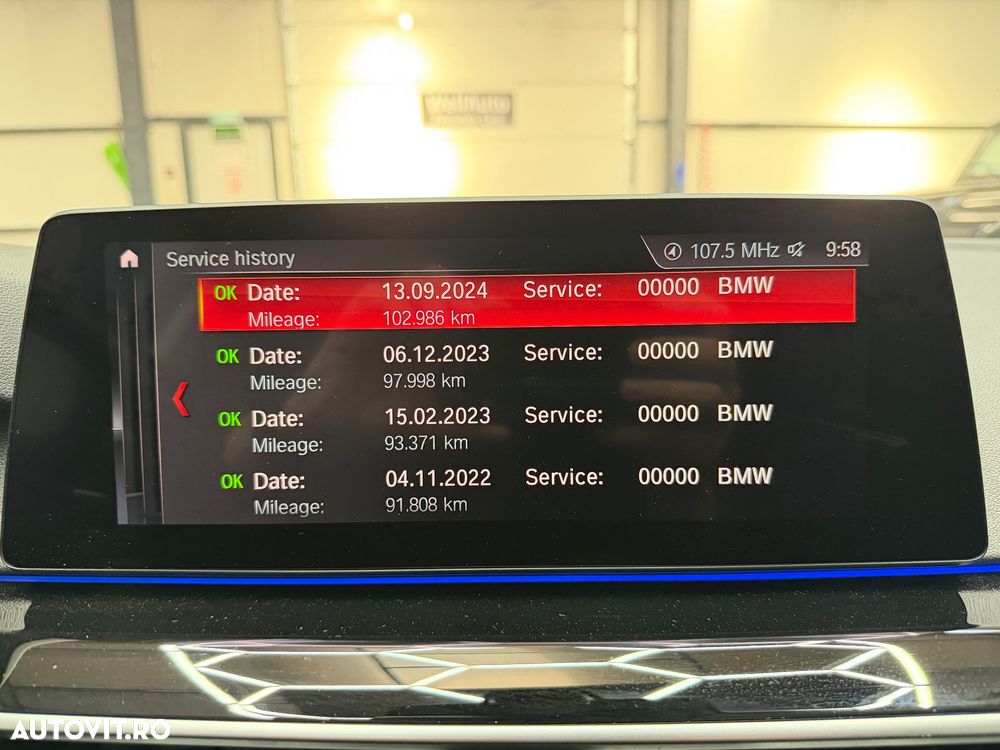 Service history 107.5 MHz 9:58
OK Date: 13.09.2024 Service: 00000 BMW
Mileage: 102.986 km
OK Date: 06.12.2023 Service: 00000 BMW
Mileage: 97.998 km
OK Date: 15.02.2023 Service: 00000 BMW
Mileage: 93.371 km
OK Date: 04.11.2022 Service: 00000 BMW
Mileage: 91.808 km
AUTOVIT.RO